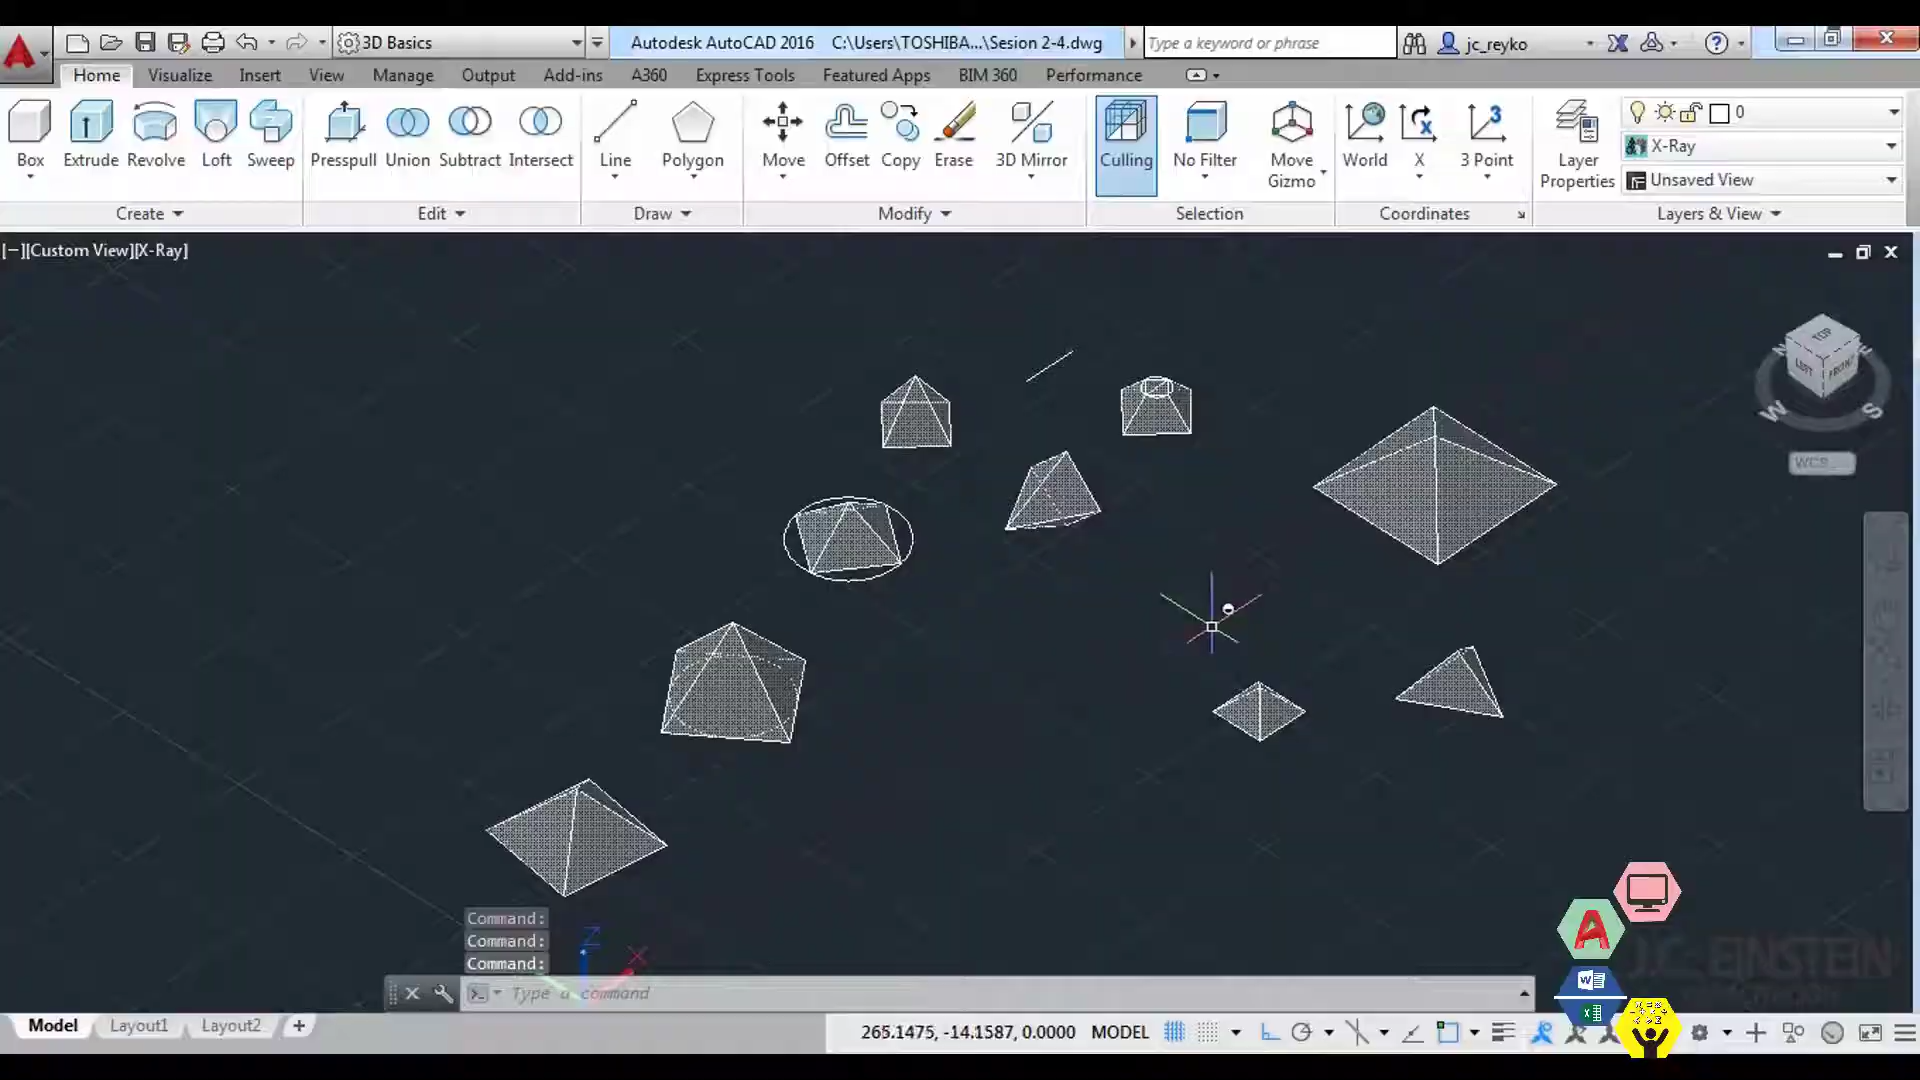 3D Basics
Autodesk AutoCAD 2016 C:\Users\TOSHIBA...\Sesion 2-4.dwg
Type a keyword or phrase
jc_reyko
Home Visualize Insert View Manage Output Add-ins A360 Express Tools Featured Apps BIM 360 Performance
Box Extrude Revolve Loft Sweep Presspull Union Subtract Intersect Line Polygon Move Offset Copy Erase 3D Mirror Culling No Filter Move Gizmo World X 3 Point Layer Properties
0
X-Ray
Unsaved View
Create Edit Draw Modify Selection Coordinates Layers & View
[−][Custom View][X-Ray]
TOP
LEFT FRONT
W S
WCS
Command:
Command:
Command:
Z X
Type a command
A
J.C. EINSTEIN
Model Layout1 Layout2 +
265.1475, -14.1587, 0.0000 MODEL